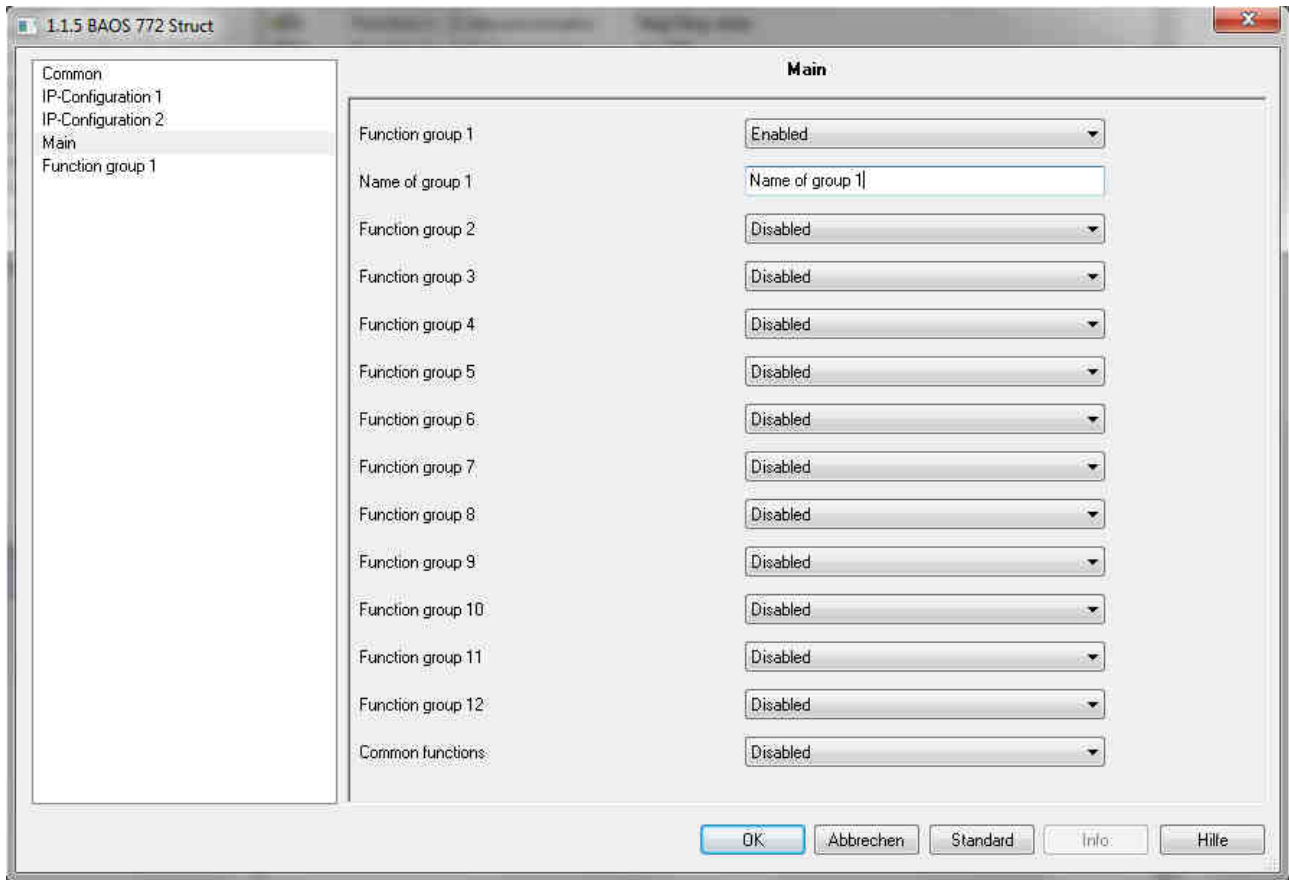 1.1.5 BAOS 772 Struct
Common
IP-Configuration 1
IP-Configuration 2
Main
Function group 1
Main
Function group 1 Enabled
Name of group 1 Name of group 1
Function group 2 Disabled
Function group 3 Disabled
Function group 4 Disabled
Function group 5 Disabled
Function group 6 Disabled
Function group 7 Disabled
Function group 8 Disabled
Function group 9 Disabled
Function group 10 Disabled
Function group 11 Disabled
Function group 12 Disabled
Common functions Disabled
OK Abbrechen Standard Info Hilfe